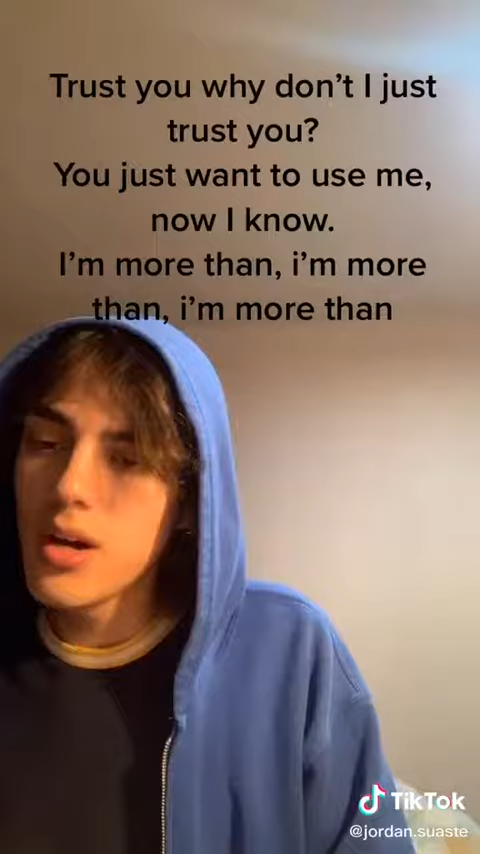 Trust you why don't I just
trust you?
You just want to use me,
now I know.
I'm more than, i'm more
than, i'm more than
TikTok
@jordan.suaste